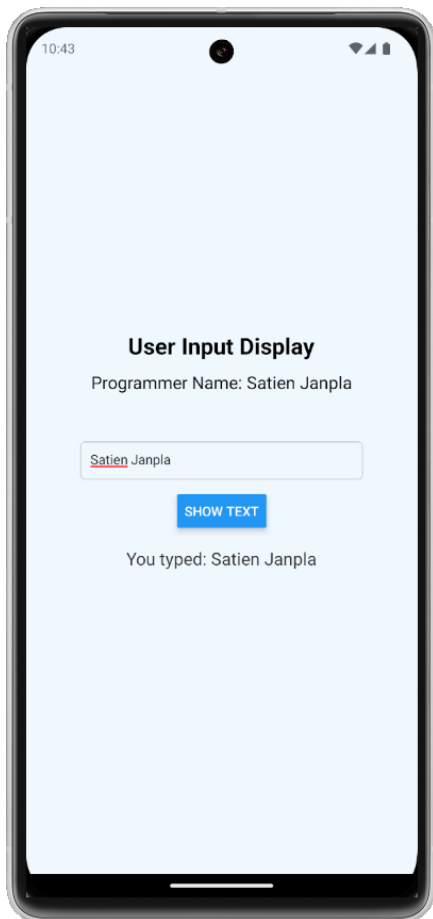 10:43
User Input Display
Programmer Name: Satien Janpla
Satien Janpla
SHOW TEXT
You typed: Satien Janpla